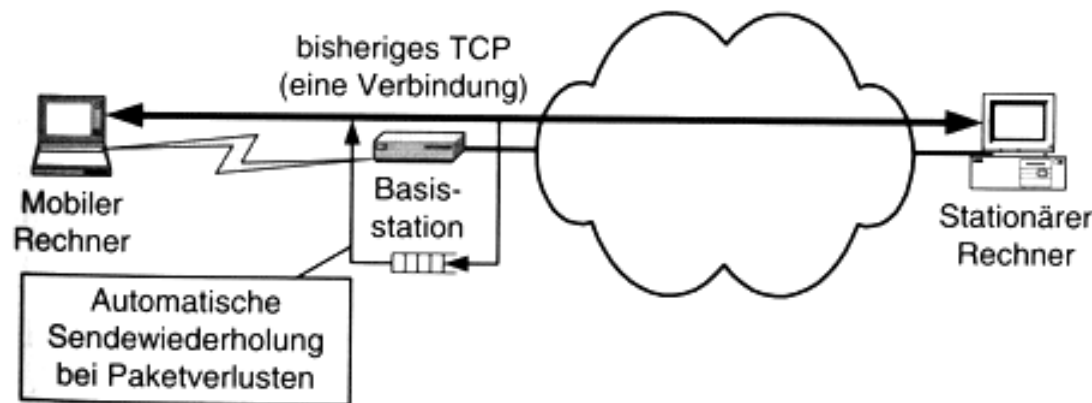 bisheriges TCP
(eine Verbindung)
Mobiler
Rechner
Basis-
station
Stationärer
Rechner
Automatische
Sendewiederholung
bei Paketverlusten